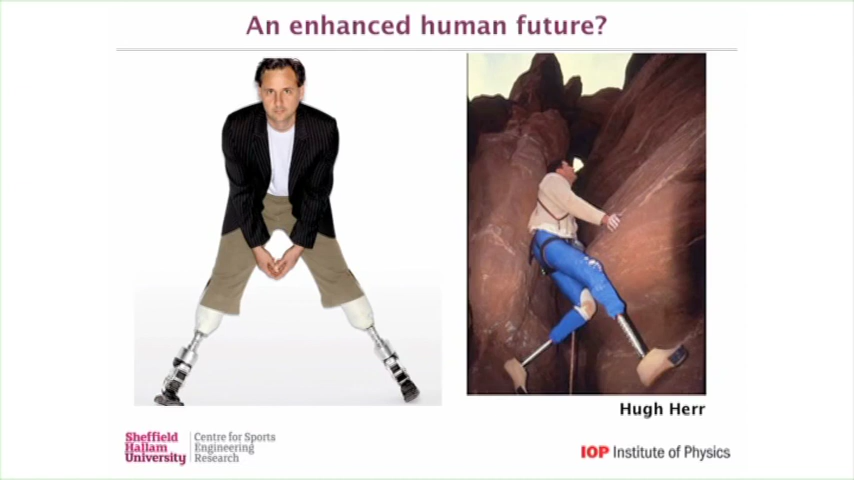 An enhanced human future?
Hugh Herr
Sheffield
Hallam
University
Centre for Sports
Engineering
Research
IOP Institute of Physics